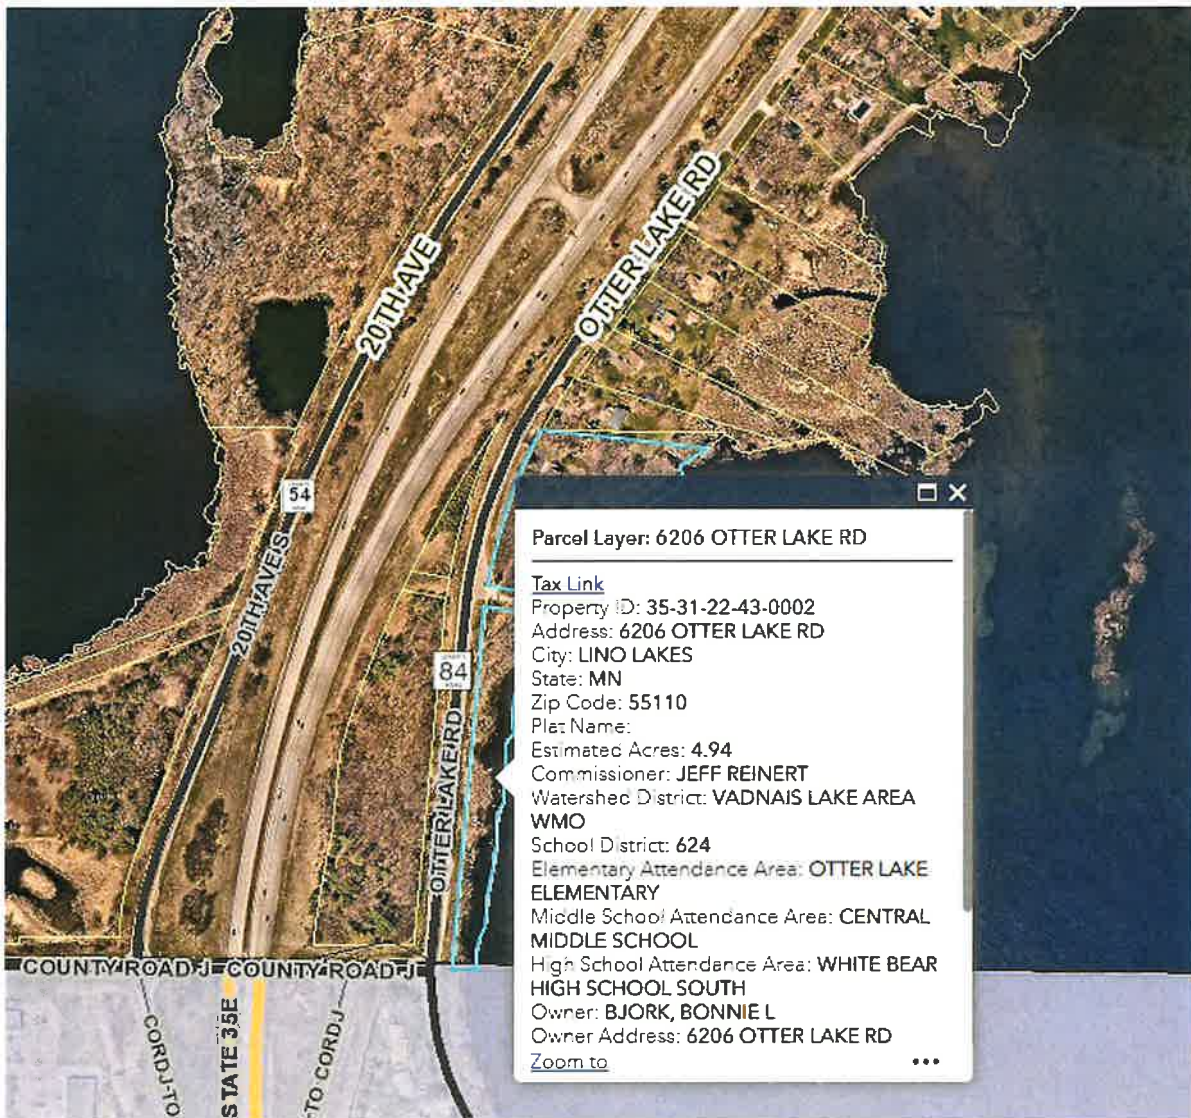 20TH AVE
OTTER LAKE RD
54
20TH AVE S
84
OTTER LAKE RD
COUNTY ROAD J
COUNTY ROAD J
CORDJ-TO
STATE 35E
-TO CORDJ
Parcel Layer: 6206 OTTER LAKE RD
Tax Link
Property ID: 35-31-22-43-0002
Address: 6206 OTTER LAKE RD
City: LINO LAKES
State: MN
Zip Code: 55110
Plat Name:
Estimated Acres: 4.94
Commissioner: JEFF REINERT
Watershed District: VADNAIS LAKE AREA
WMO
School District: 624
Elementary Attendance Area: OTTER LAKE
ELEMENTARY
Middle School Attendance Area: CENTRAL
MIDDLE SCHOOL
High School Attendance Area: WHITE BEAR
HIGH SCHOOL SOUTH
Owner: BJORK, BONNIE L
Owner Address: 6206 OTTER LAKE RD
Zoom to